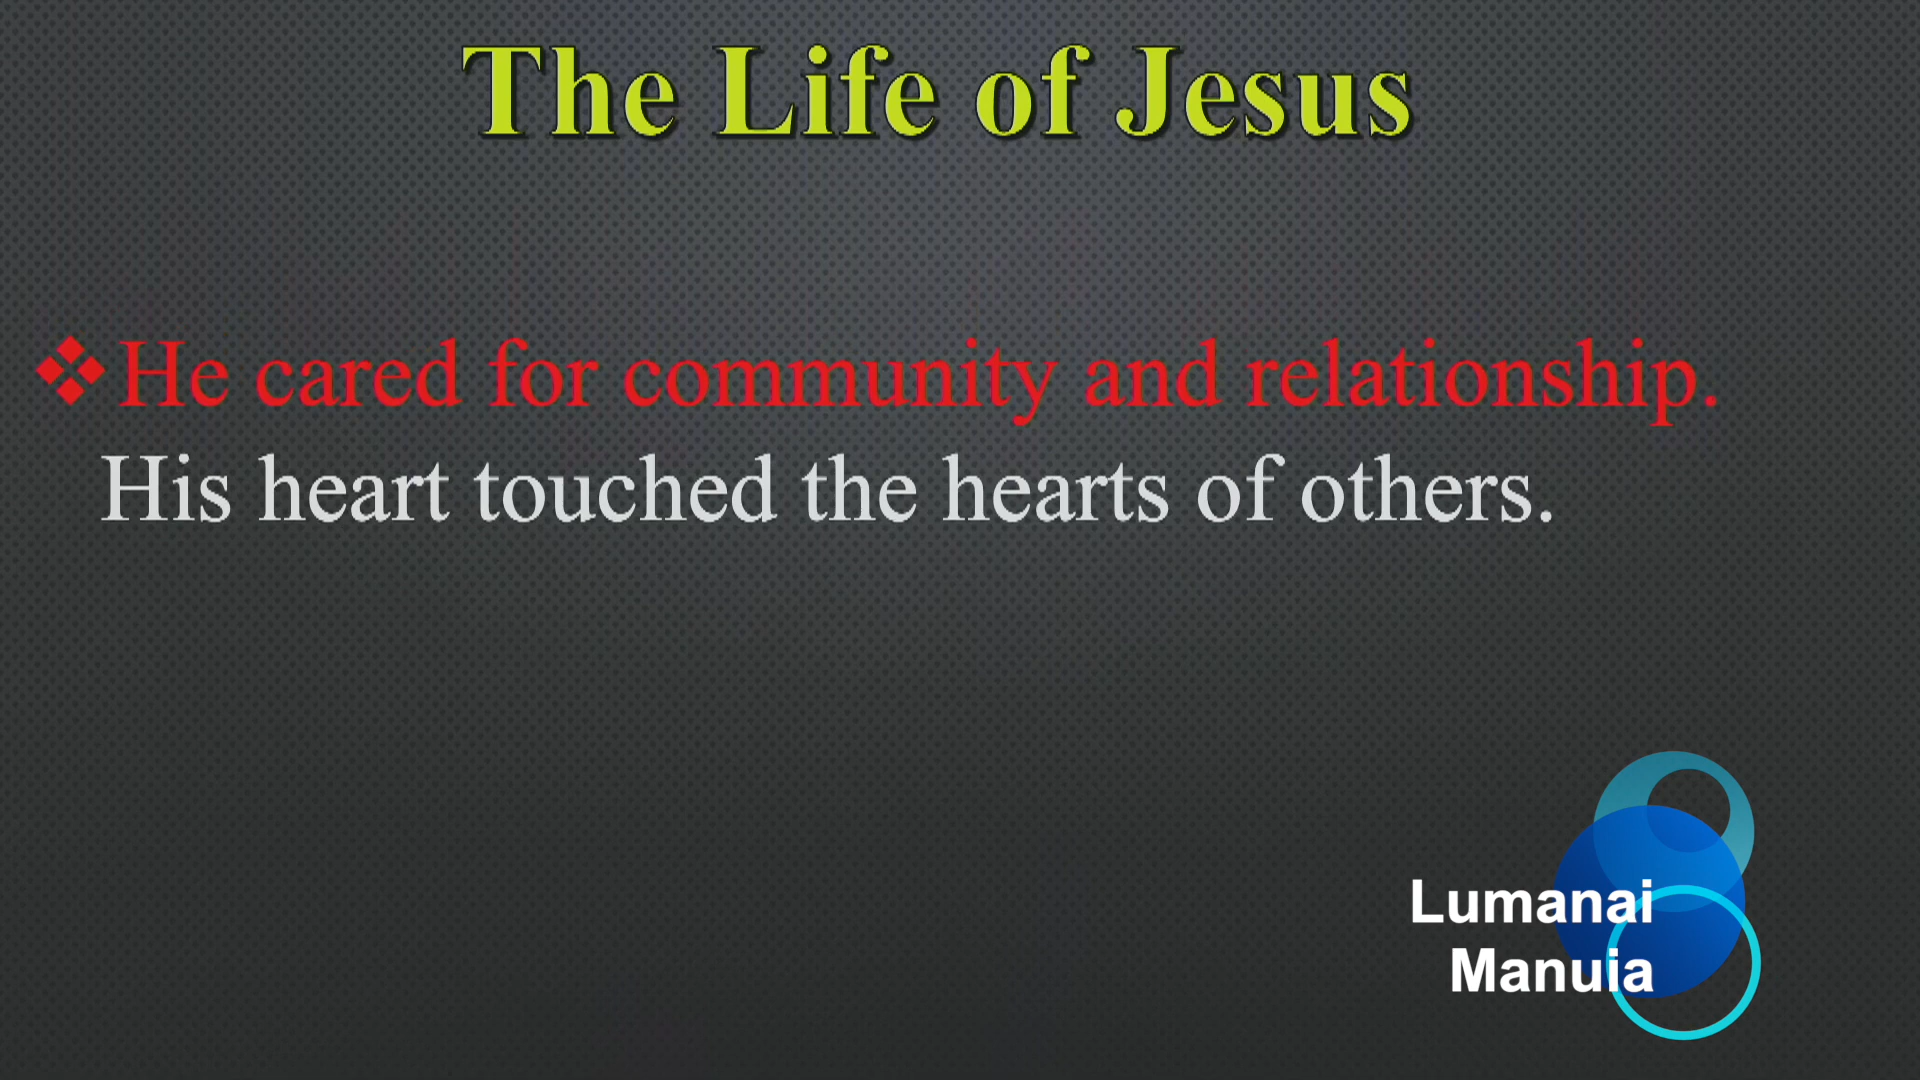 The Life of Jesus
❖He cared for community and relationship.
His heart touched the hearts of others.
Lumanai
Manuia